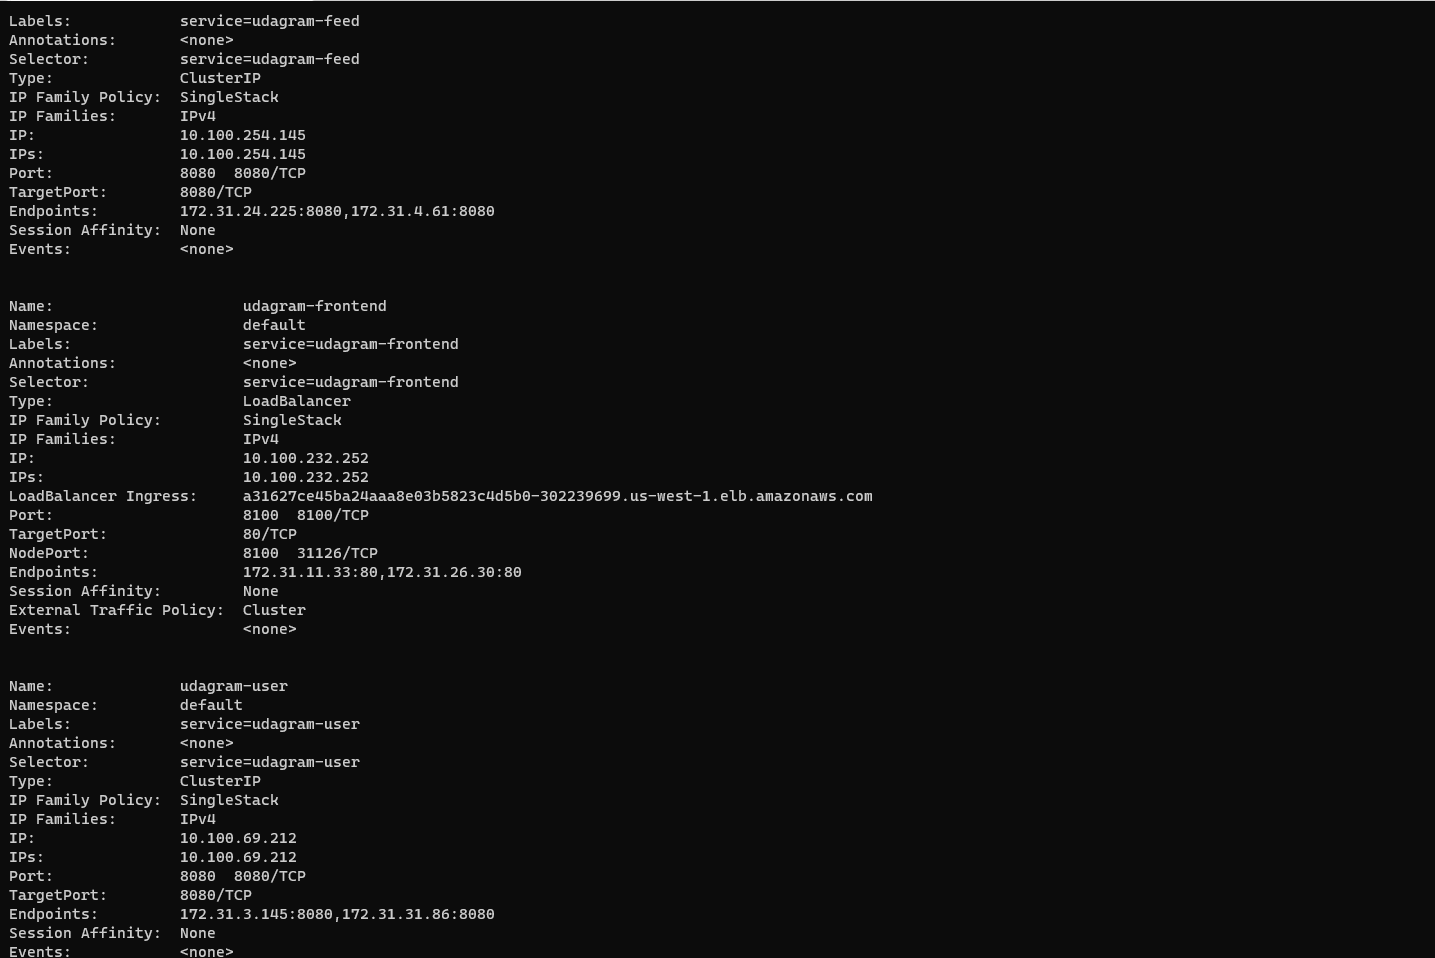 Labels:            service=udagram-feed
Annotations:       <none>
Selector:          service=udagram-feed
Type:              ClusterIP
IP Family Policy:  SingleStack
IP Families:       IPv4
IP:                10.100.254.145
IPs:               10.100.254.145
Port:              8080  8080/TCP
TargetPort:        8080/TCP
Endpoints:         172.31.24.225:8080,172.31.4.61:8080
Session Affinity:  None
Events:            <none>
Name:                     udagram-frontend
Namespace:                default
Labels:                   service=udagram-frontend
Annotations:              <none>
Selector:                 service=udagram-frontend
Type:                     LoadBalancer
IP Family Policy:         SingleStack
IP Families:              IPv4
IP:                       10.100.232.252
IPs:                      10.100.232.252
LoadBalancer Ingress:     a31627ce45ba24aaa8e03b5823c4d5b0-302239699.us-west-1.elb.amazonaws.com
Port:                     8100  8100/TCP
TargetPort:               80/TCP
NodePort:                 8100  31126/TCP
Endpoints:                172.31.11.33:80,172.31.26.30:80
Session Affinity:         None
External Traffic Policy:  Cluster
Events:                   <none>
Name:              udagram-user
Namespace:         default
Labels:            service=udagram-user
Annotations:       <none>
Selector:          service=udagram-user
Type:              ClusterIP
IP Family Policy:  SingleStack
IP Families:       IPv4
IP:                10.100.69.212
IPs:               10.100.69.212
Port:              8080  8080/TCP
TargetPort:        8080/TCP
Endpoints:         172.31.3.145:8080,172.31.31.86:8080
Session Affinity:  None
Events:            <none>